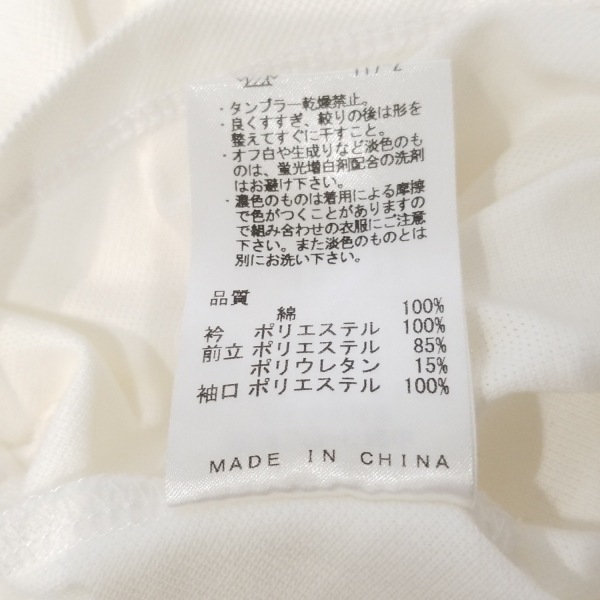 ・タンブラー乾燥禁止。
・良くすすぎ、絞りの後は形を
整えてすぐに干すこと。
・オフ白や生成りなど淡色のも
のは、蛍光増白剤配合の洗剤
はお避け下さい。
・濃色のものは着用による摩擦
で色がつくことがありますの
で組み合わせの衣服にご注意
下さい。また淡色のものとは
別にお洗い下さい。
品質
綿 100%
衿 ポリエステル 100%
前立 ポリエステル 85%
ポリウレタン 15%
袖口 ポリエステル 100%
MADE IN CHINA